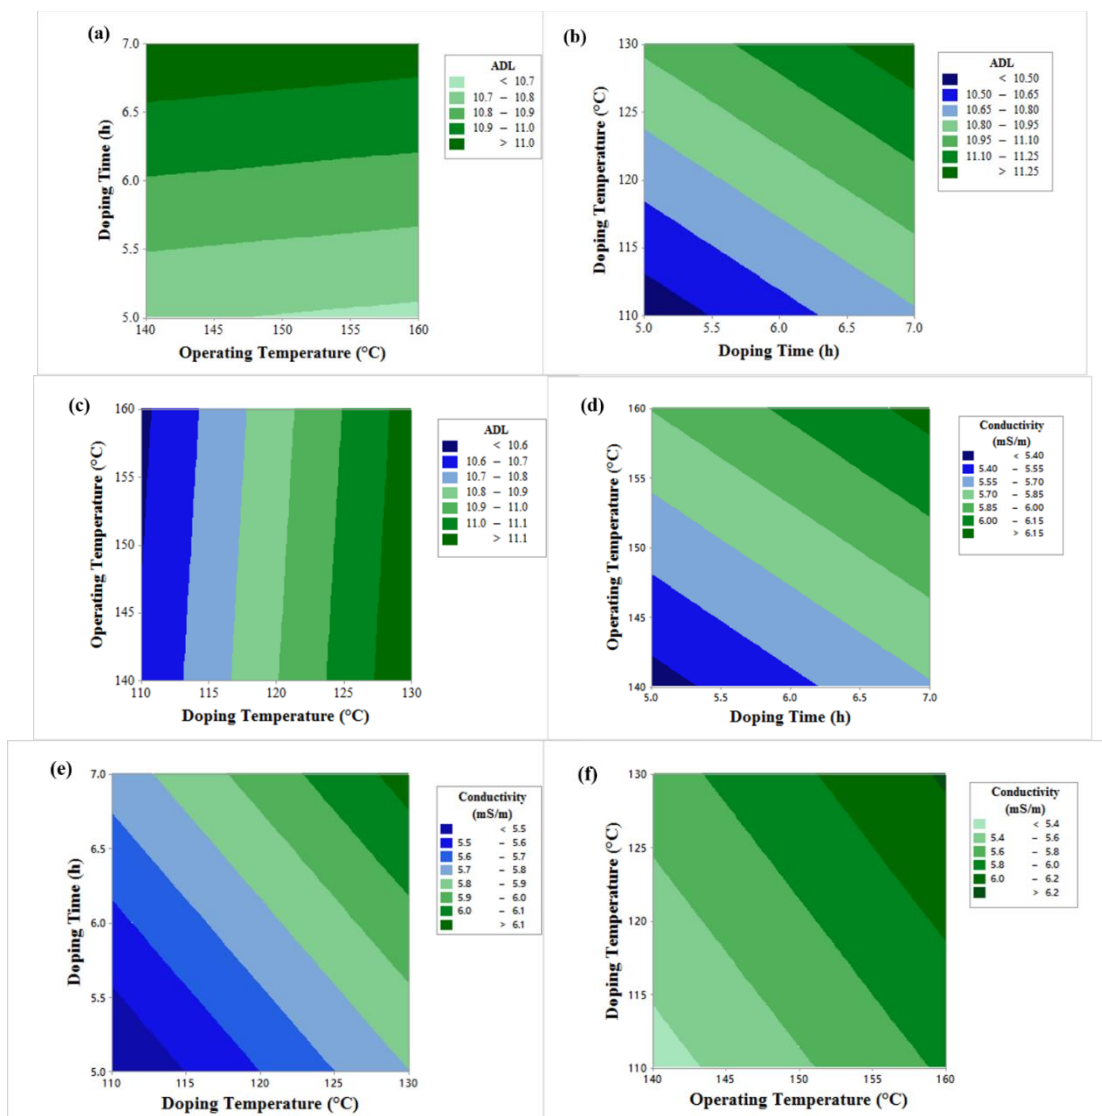 (a)
7.0
6.5
6.0
5.5
5.0
Doping Time (h)
140 145 150 155 160
Operating Temperature (°C)
ADL
< 10.7
10.7 – 10.8
10.8 – 10.9
10.9 – 11.0
> 11.0
(b)
130
125
120
115
110
Doping Temperature (°C)
5.0 5.5 6.0 6.5 7.0
Doping Time (h)
ADL
< 10.50
10.50 – 10.65
10.65 – 10.80
10.80 – 10.95
10.95 – 11.10
11.10 – 11.25
> 11.25
(c)
160
155
150
145
140
Operating Temperature (°C)
110 115 120 125 130
Doping Temperature (°C)
ADL
< 10.6
10.6 – 10.7
10.7 – 10.8
10.8 – 10.9
10.9 – 11.0
11.0 – 11.1
> 11.1
(d)
160
155
150
145
140
Operating Temperature (°C)
5.0 5.5 6.0 6.5 7.0
Doping Time (h)
Conductivity
(mS/m)
< 5.40
5.40 – 5.55
5.55 – 5.70
5.70 – 5.85
5.85 – 6.00
6.00 – 6.15
> 6.15
(e)
7.0
6.5
6.0
5.5
5.0
Doping Time (h)
110 115 120 125 130
Doping Temperature (°C)
Conductivity
(mS/m)
< 5.5
5.5 – 5.6
5.6 – 5.7
5.7 – 5.8
5.8 – 5.9
5.9 – 6.0
6.0 – 6.1
> 6.1
(f)
130
125
120
115
110
Doping Temperature (°C)
140 145 150 155 160
Operating Temperature (°C)
Conductivity
(mS/m)
< 5.4
5.4 – 5.6
5.6 – 5.8
5.8 – 6.0
6.0 – 6.2
> 6.2